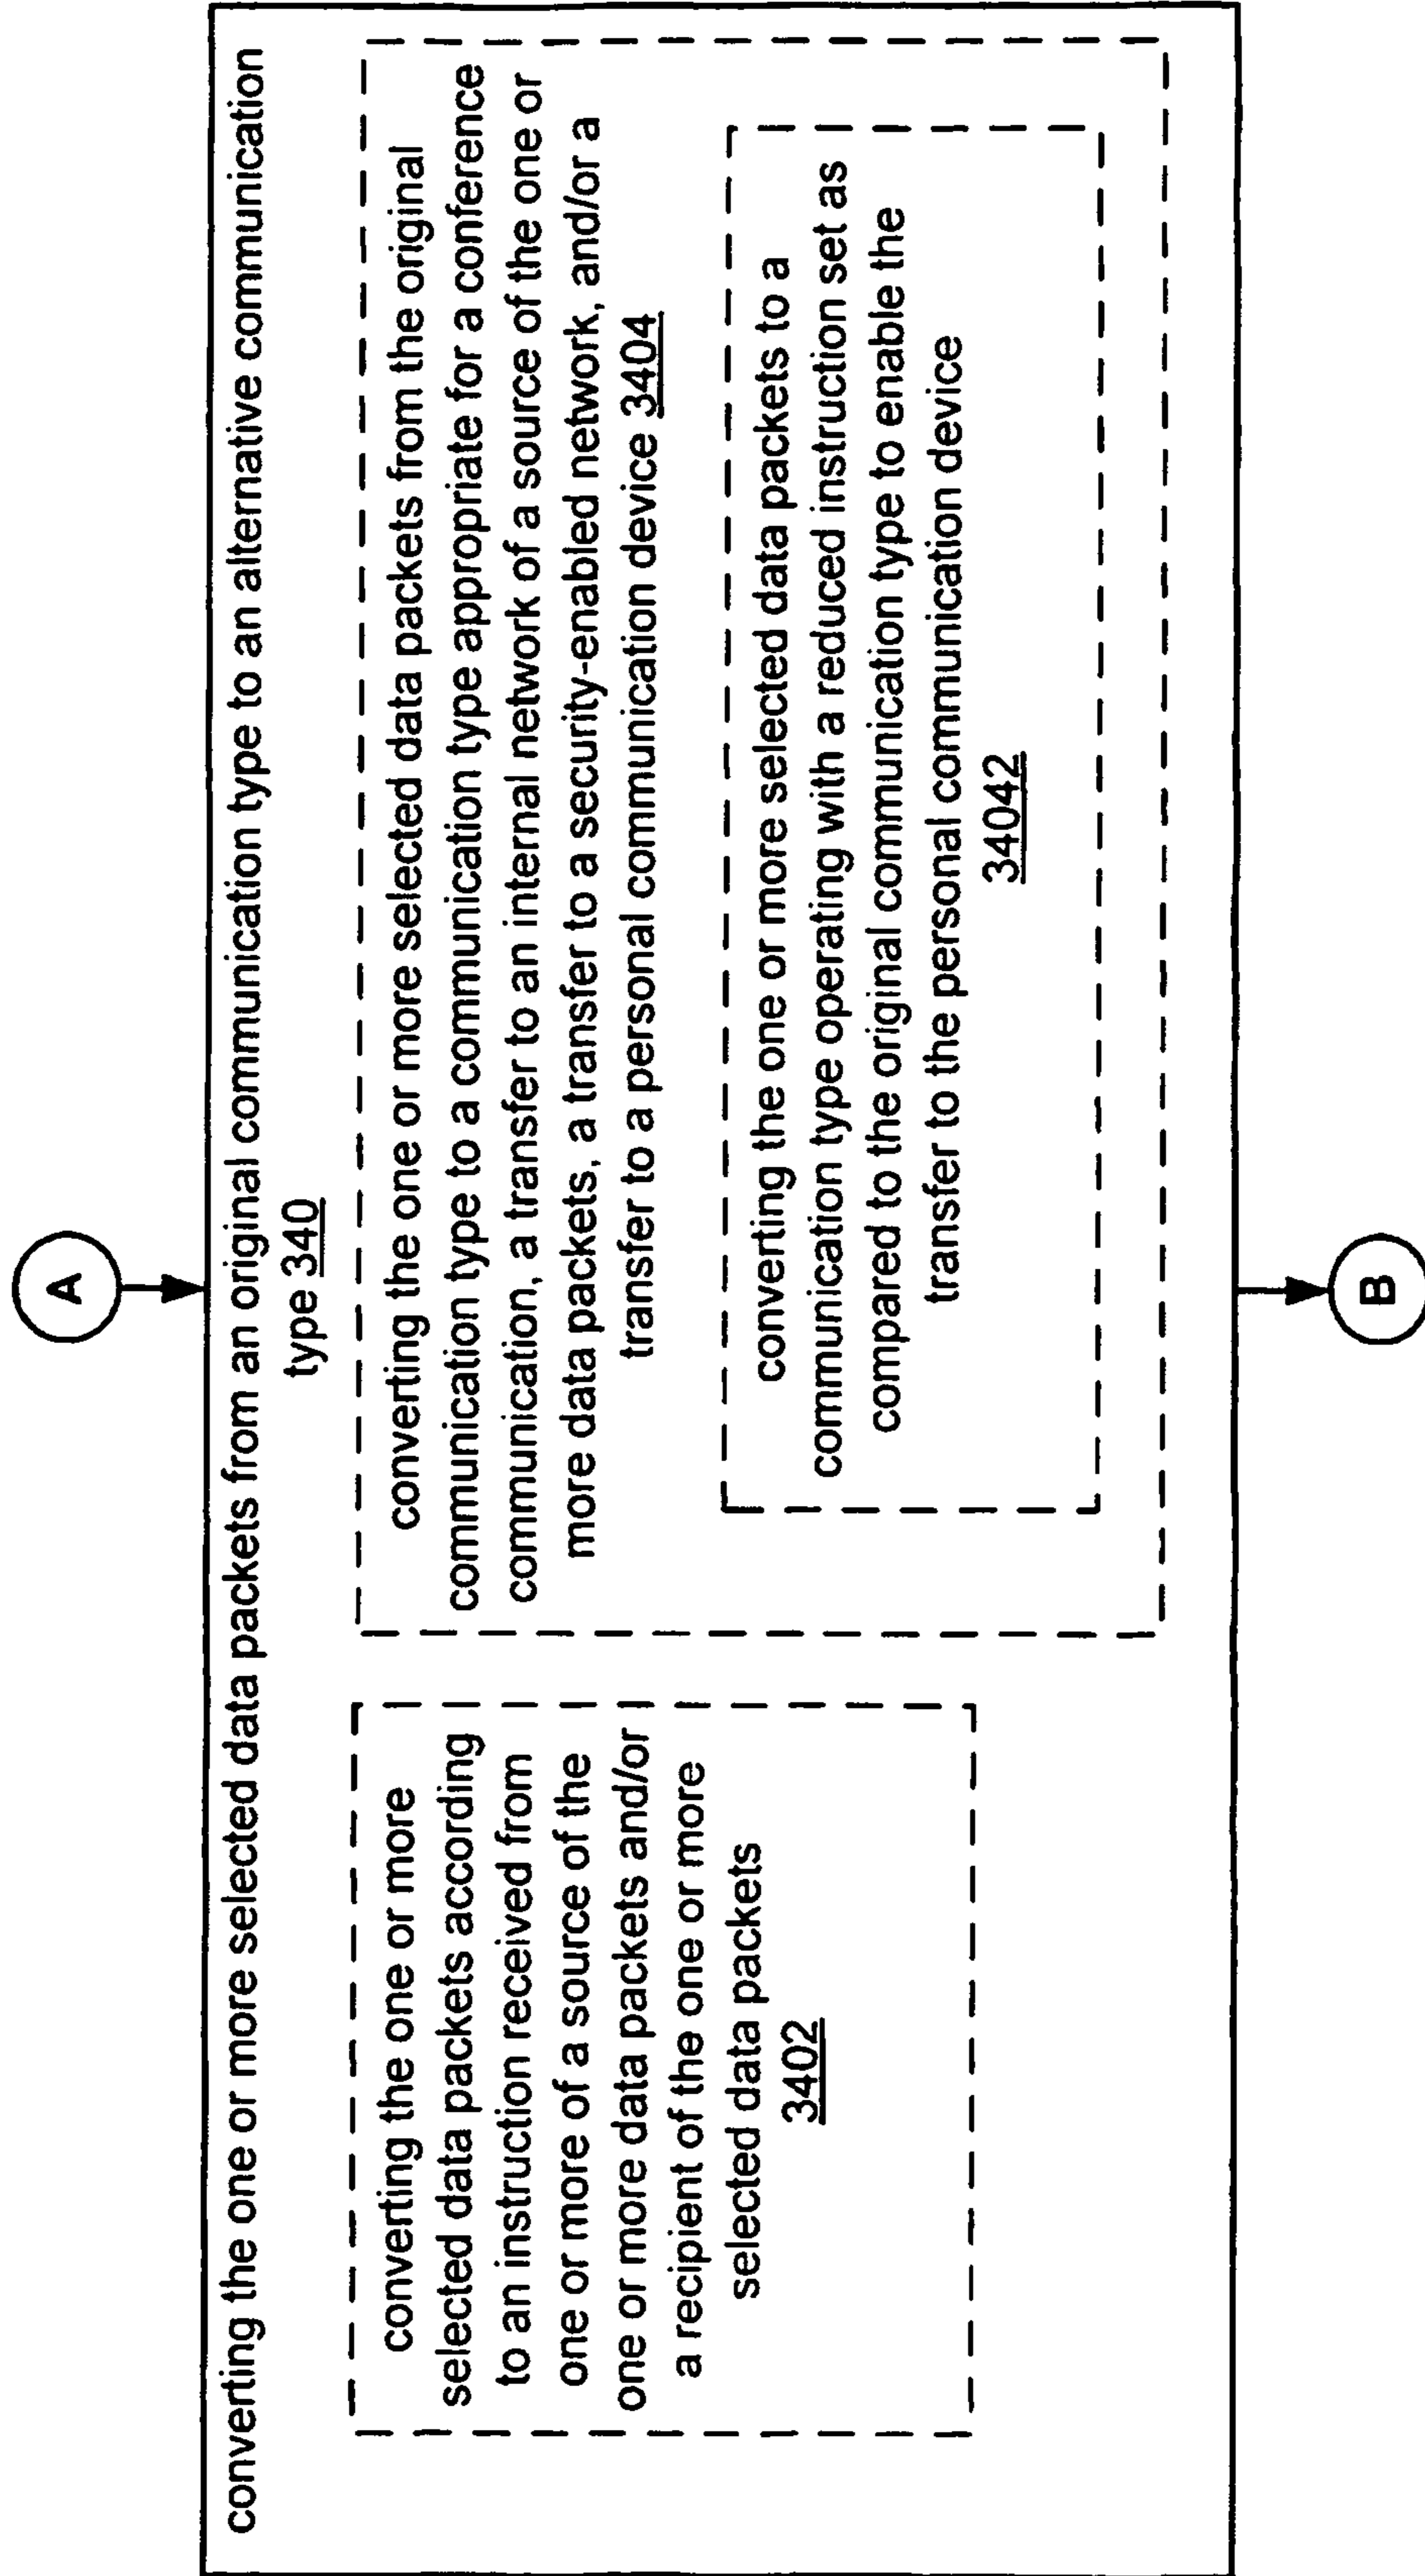 A
converting the one or more selected data packets from an original communication type to an alternative communication
type 340
converting the one or more
selected data packets according
to an instruction received from
one or more of a source of the
one or more data packets and/or
a recipient of the one or more
selected data packets
3402
converting the one or more selected data packets from the original
communication type to a communication type appropriate for a conference
communication, a transfer to an internal network of a source of the one or
more data packets, a transfer to a security-enabled network, and/or a
transfer to a personal communication device 3404
converting the one or more selected data packets to a
communication type operating with a reduced instruction set as
compared to the original communication type to enable the
transfer to the personal communication device
34042
B